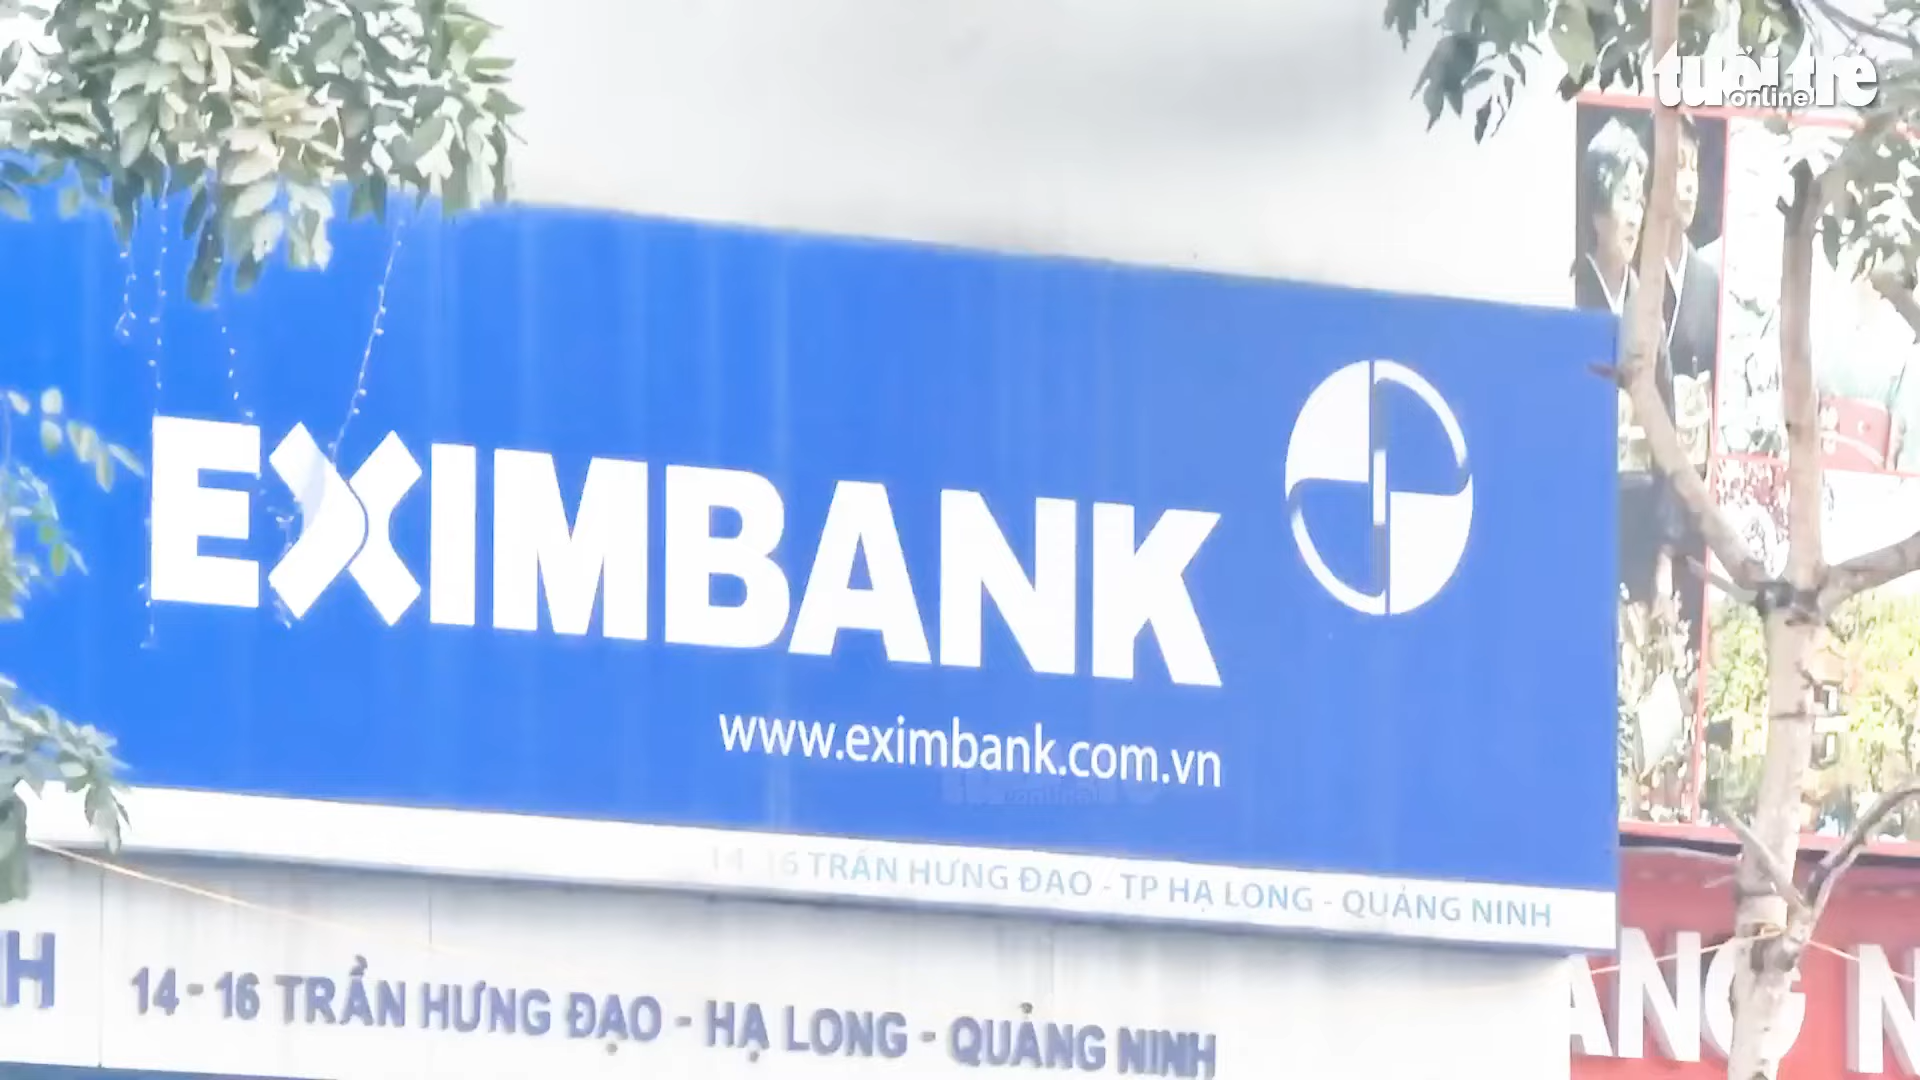 tuổi trẻ
online
EXIMBANK
www.eximbank.com.vn
14-16 TRẦN HƯNG ĐẠO - TP HẠ LONG - QUẢNG NINH
14 - 16 TRẦN HƯNG ĐẠO - HẠ LONG - QUẢNG NINH